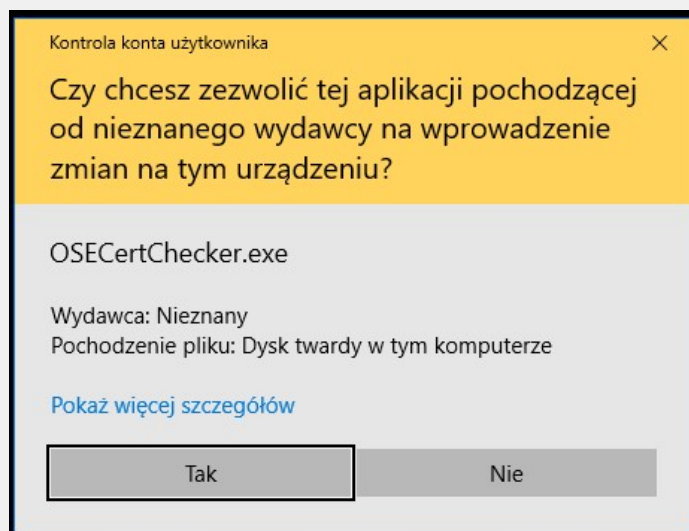 Kontrola konta użytkownika
Czy chcesz zezwolić tej aplikacji pochodzącej
od nieznanego wydawcy na wprowadzenie
zmian na tym urządzeniu?
OSECertChecker.exe
Wydawca: Nieznany
Pochodzenie pliku: Dysk twardy w tym komputerze
Pokaż więcej szczegółów
Tak
Nie